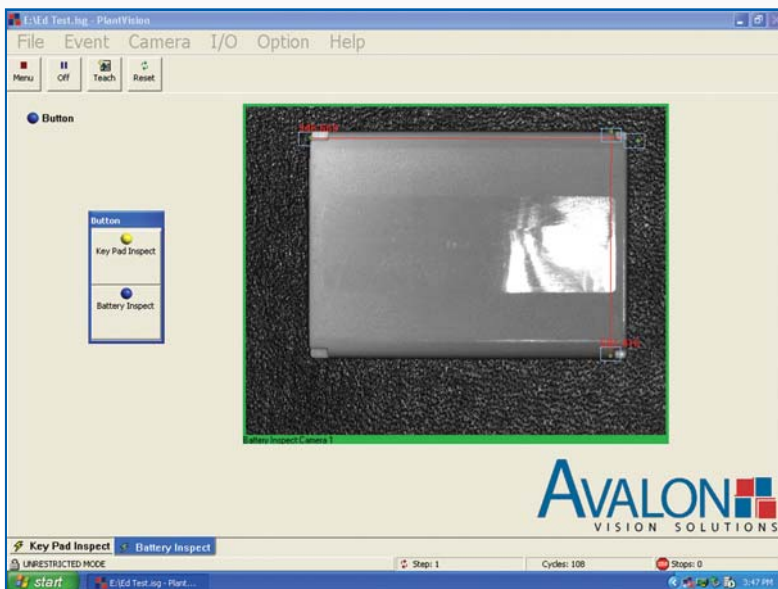 E:\Ed Test.isg - PlantVision
File Event Camera I/O Option Help
Menu Off Teach Reset
Button
Button
Key Pad Inspect
Battery Inspect
Battery Inspect Camera 1
AVALON
VISION SOLUTIONS
Key Pad Inspect Battery Inspect
UNRESTRICTED MODE Step: 1 Cycles: 108 Stops: 0
start E:\Ed Test.isg - Plant... 3:47 PM